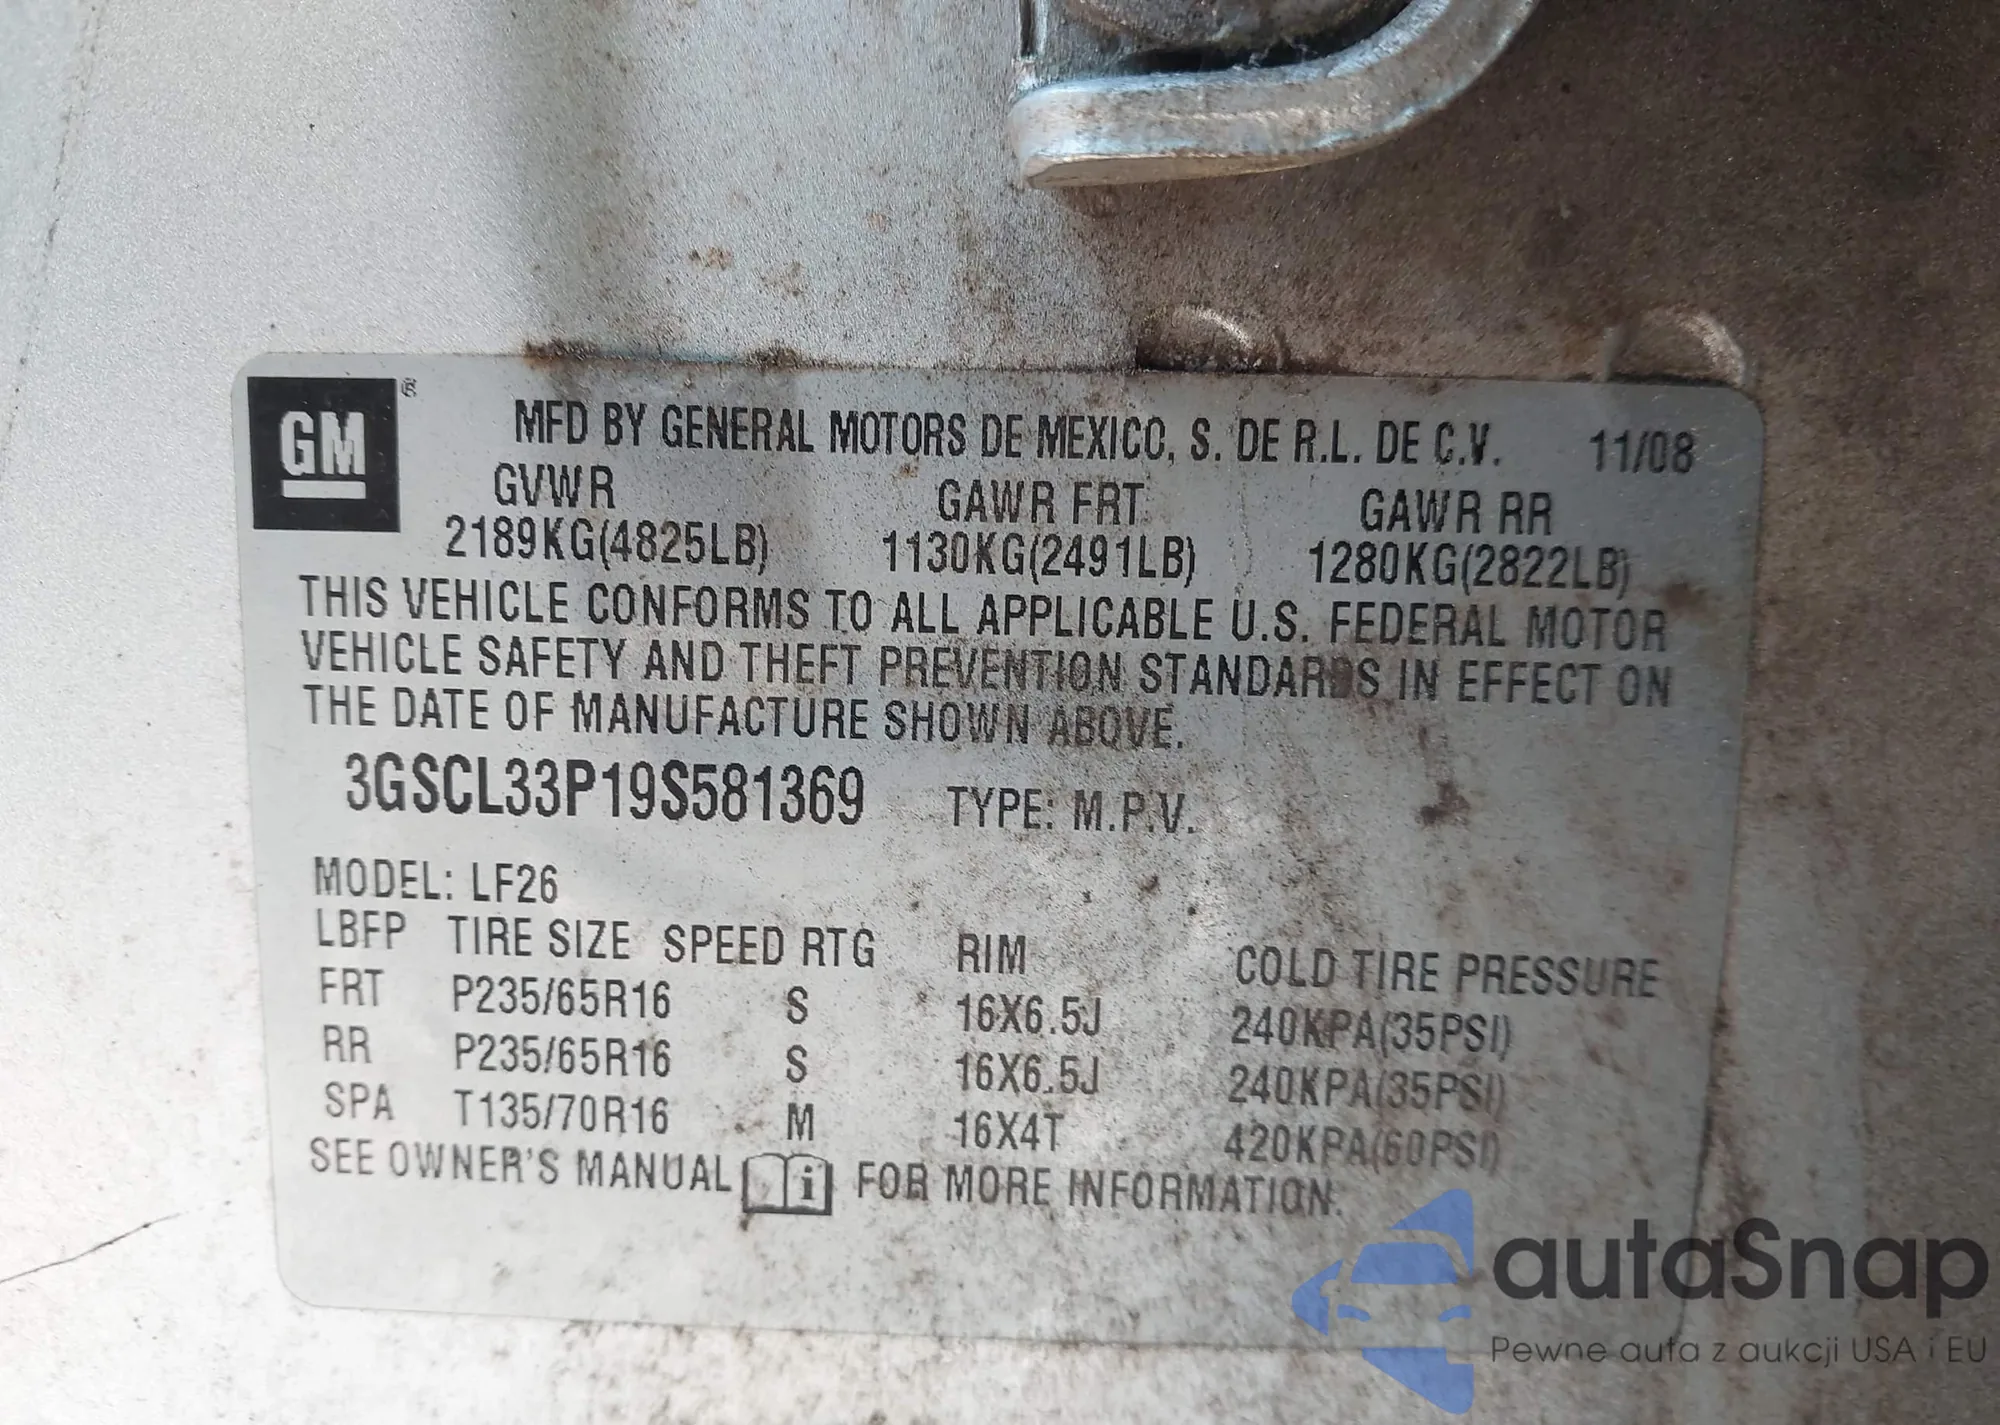 GM ®
MFD BY GENERAL MOTORS DE MEXICO, S. DE R.L. DE C.V. 11/08
GVWR GAWR FRT GAWR RR
2189KG(4825LB) 1130KG(2491LB) 1280KG(2822LB)
THIS VEHICLE CONFORMS TO ALL APPLICABLE U.S. FEDERAL MOTOR
VEHICLE SAFETY AND THEFT PREVENTION STANDARDS IN EFFECT ON
THE DATE OF MANUFACTURE SHOWN ABOVE.
3GSCL33P19S581369 TYPE: M.P.V.
MODEL: LF26
LBFP TIRE SIZE SPEED RTG RIM COLD TIRE PRESSURE
FRT P235/65R16 S 16X6.5J 240KPA(35PSI)
RR P235/65R16 S 16X6.5J 240KPA(35PSI)
SPA T135/70R16 M 16X4T 420KPA(60PSI)
SEE OWNER'S MANUAL i FOR MORE INFORMATION.
autaSnap
Pewne auta z aukcji USA i EU